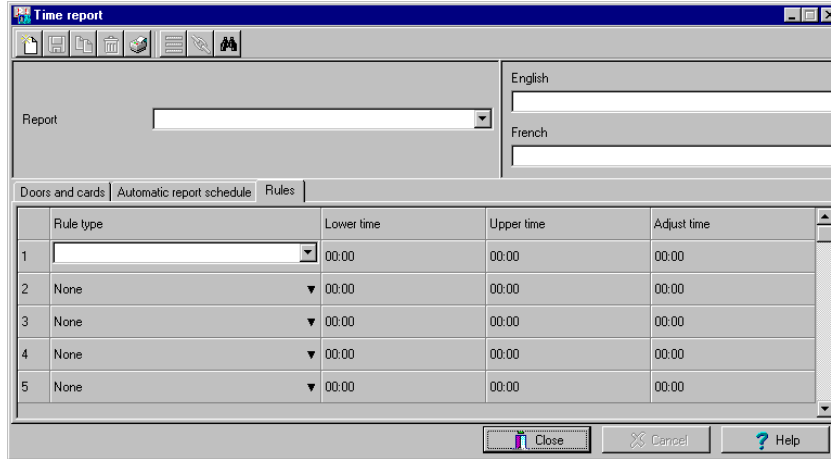 Time report
English
Report
French
Doors and cards Automatic report schedule Rules
Rule type Lower time Upper time Adjust time
1 00:00 00:00 00:00
2 None 00:00 00:00 00:00
3 None 00:00 00:00 00:00
4 None 00:00 00:00 00:00
5 None 00:00 00:00 00:00
Close Cancel ? Help